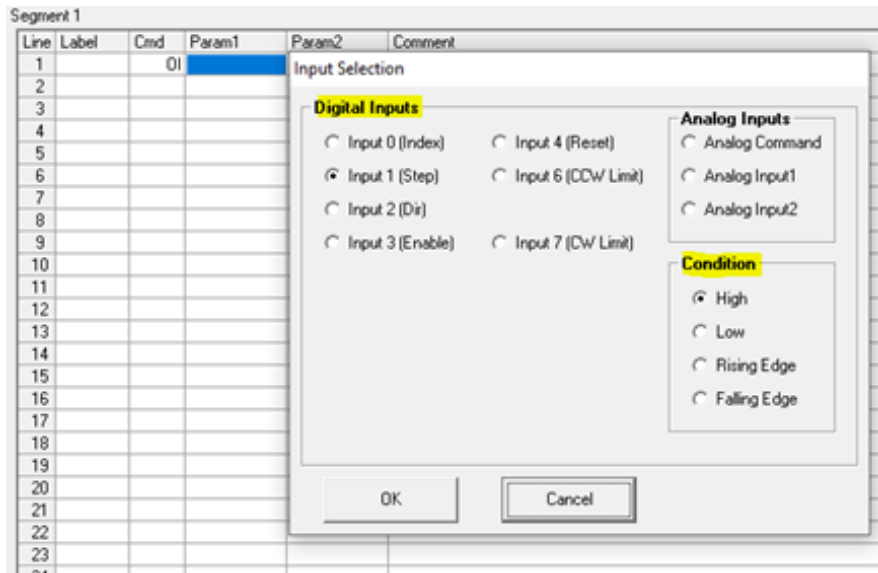 Segment 1
Line Label Cmd Param1 Param2 Comment
1 OI
2
3
4
5
6
7
8
9
10
11
12
13
14
15
16
17
18
19
20
21
22
23
Input Selection
Digital Inputs
Input 0 (Index) Input 4 (Reset)
Input 1 (Step) Input 6 (CCW Limit)
Input 2 (Dir)
Input 3 (Enable) Input 7 (CW Limit)
Analog Inputs
Analog Command
Analog Input1
Analog Input2
Condition
High
Low
Rising Edge
Falling Edge
OK Cancel